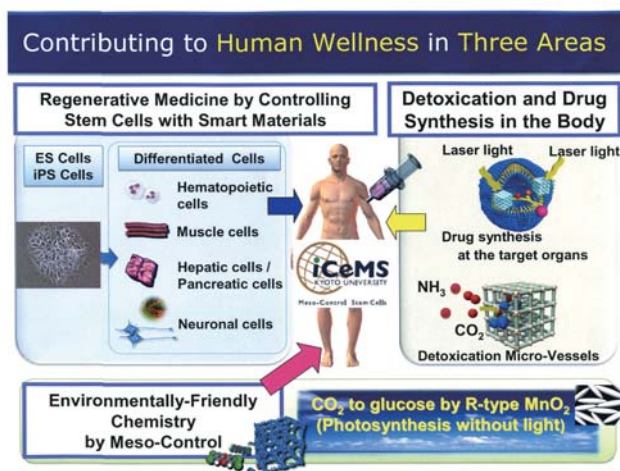 Contributing to Human Wellness in Three Areas
Regenerative Medicine by Controlling
Stem Cells with Smart Materials
ES Cells
iPS Cells
Differentiated Cells
Hematopoietic
cells
Muscle cells
Hepatic cells /
Pancreatic cells
Neuronal cells
iCeMS
KYOTO UNIVERSITY
Meso-Control Stem Cells
Detoxication and Drug
Synthesis in the Body
Laser light
Laser light
Drug synthesis
at the target organs
NH₃
CO₂
Detoxication Micro-Vessels
Environmentally-Friendly
Chemistry
by Meso-Control
CO₂ to glucose by R-type MnO₂
(Photosynthesis without light)